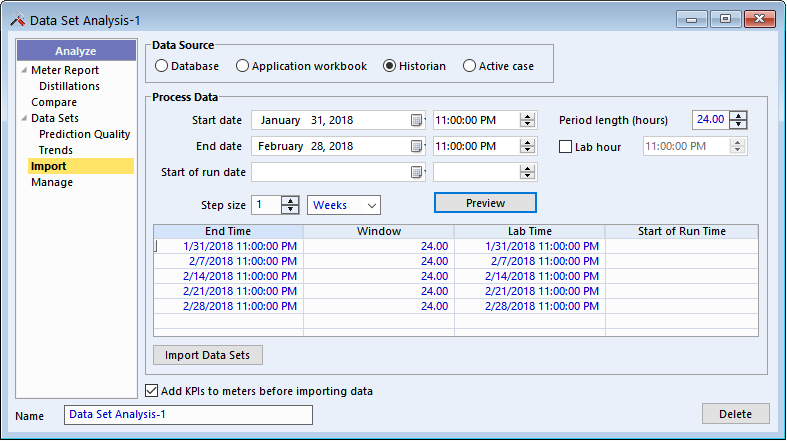 Data Set Analysis-1
Analyze
Meter Report
Distillations
Compare
Data Sets
Prediction Quality
Trends
Import
Manage
Data Source
Database Application workbook Historian Active case
Process Data
Start date January 31, 2018 11:00:00 PM Period length (hours) 24.00
End date February 28, 2018 11:00:00 PM Lab hour 11:00:00 PM
Start of run date
Step size 1 Weeks Preview
End Time Window Lab Time Start of Run Time
1/31/2018 11:00:00 PM 24.00 1/31/2018 11:00:00 PM
2/7/2018 11:00:00 PM 24.00 2/7/2018 11:00:00 PM
2/14/2018 11:00:00 PM 24.00 2/14/2018 11:00:00 PM
2/21/2018 11:00:00 PM 24.00 2/21/2018 11:00:00 PM
2/28/2018 11:00:00 PM 24.00 2/28/2018 11:00:00 PM
Import Data Sets
Add KPIs to meters before importing data
Name Data Set Analysis-1 Delete